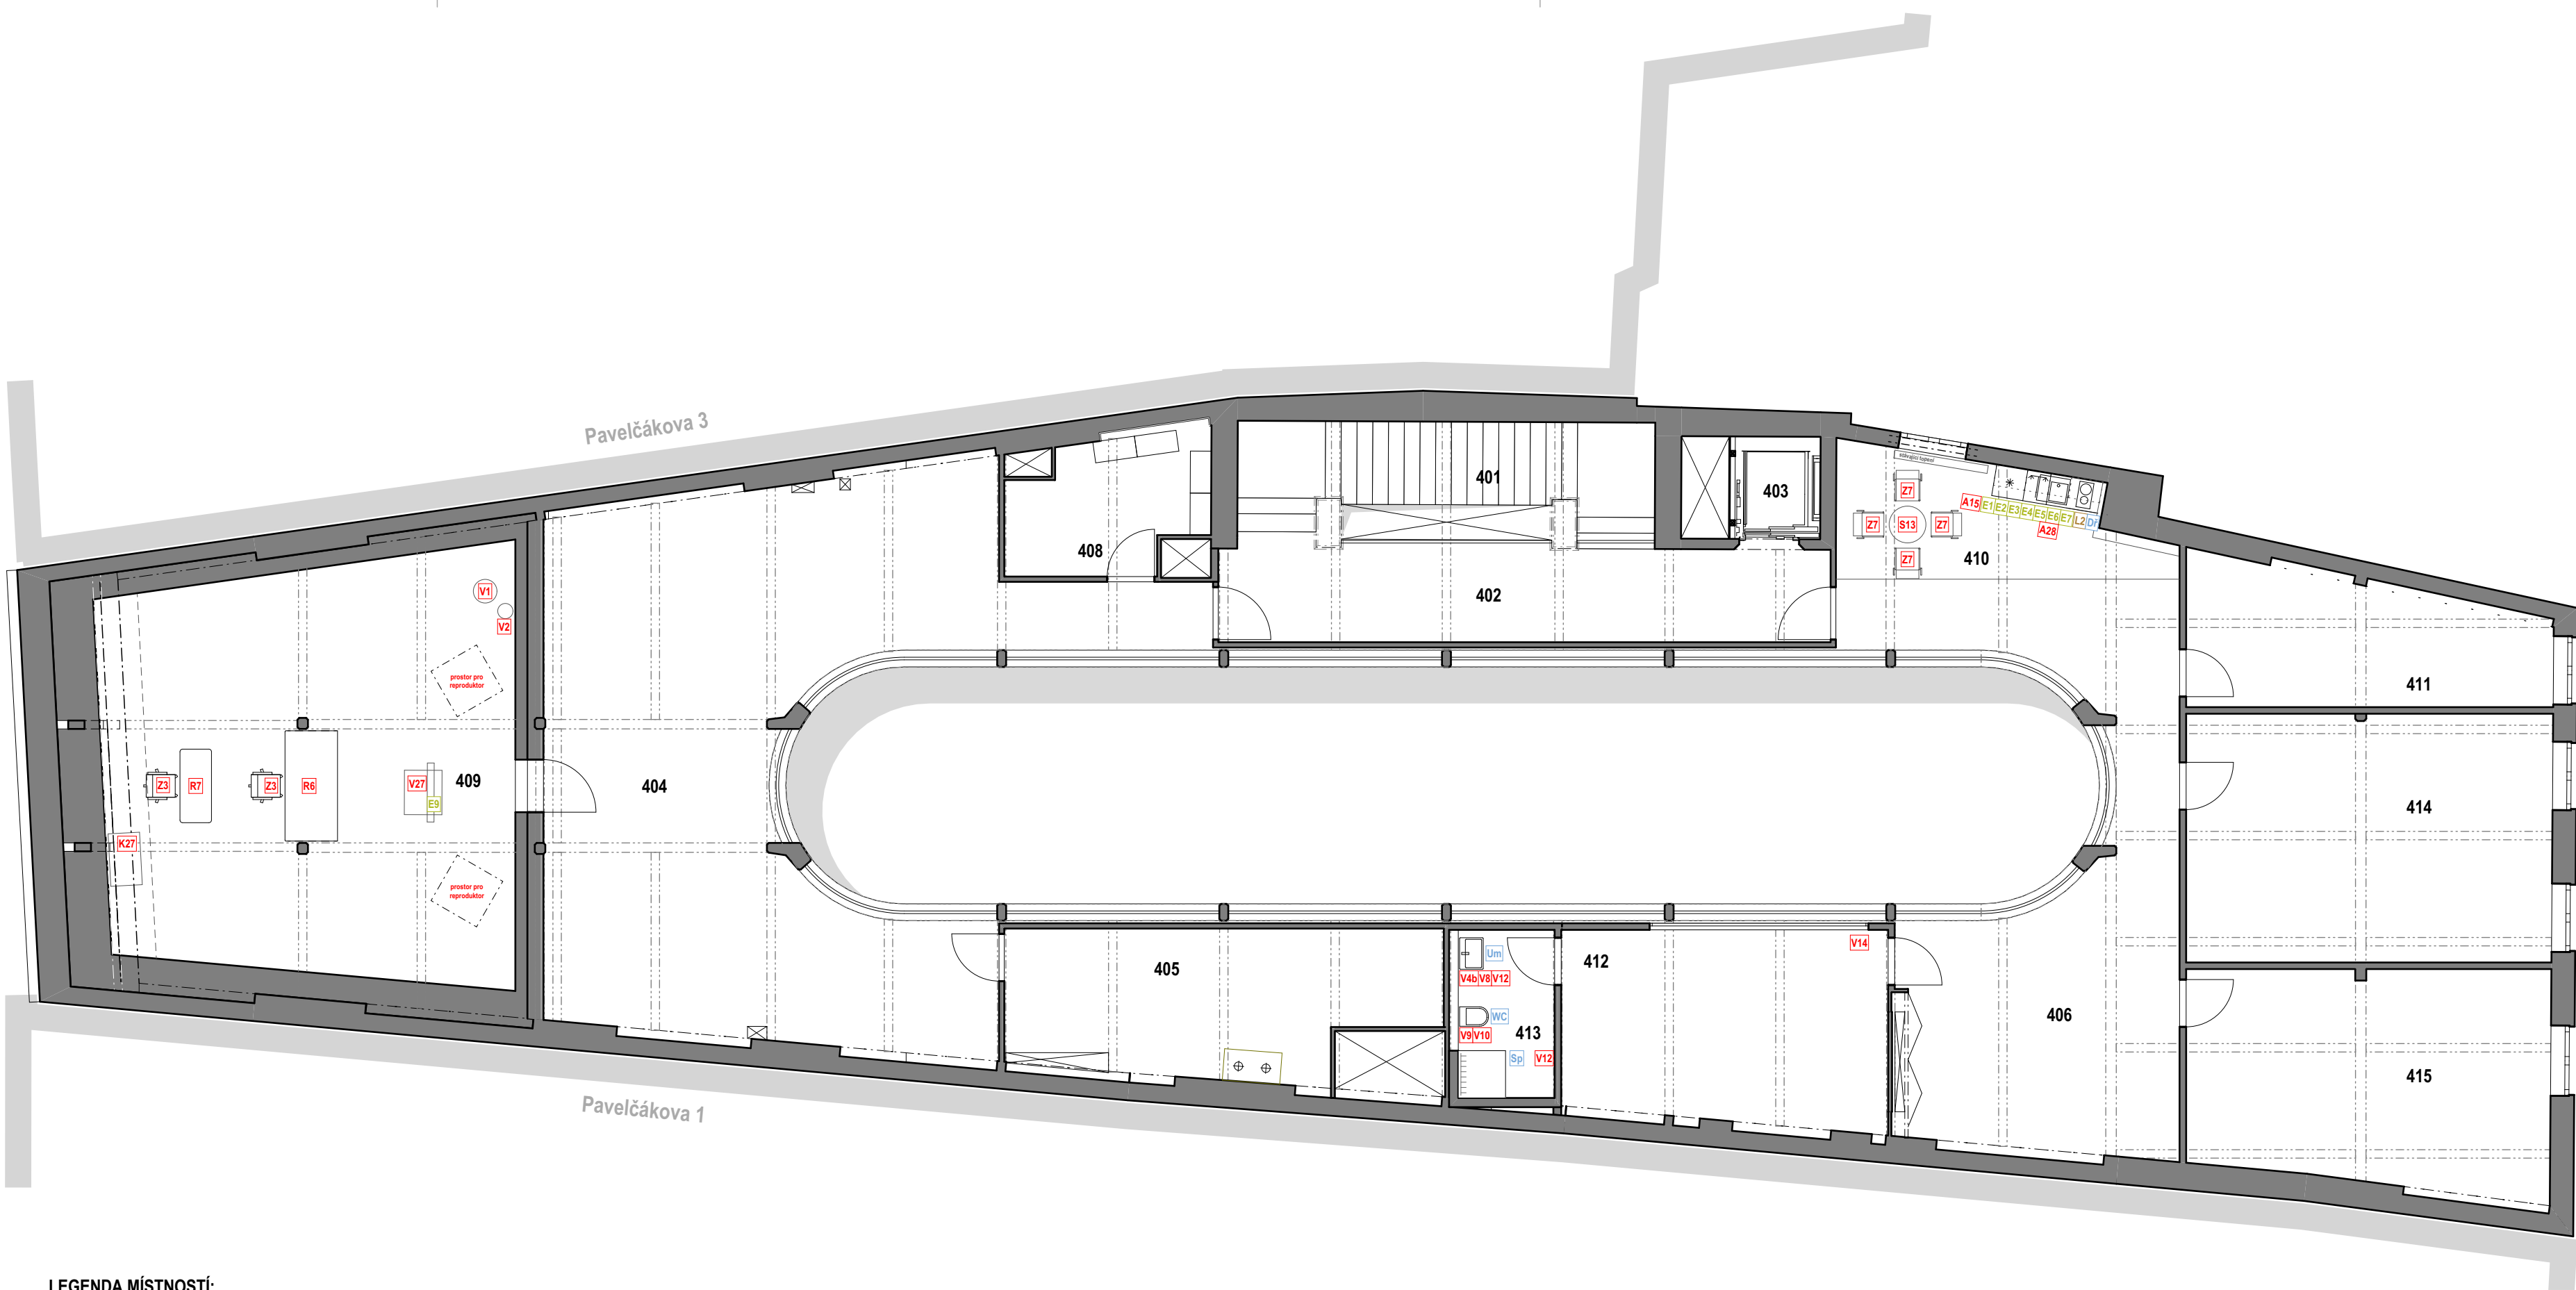 Pavelčákova 3
401
403
stávající topení
Z7
Z7
S13
Z7
Z7
A15 E1 E2 E3 E4 E5 E6 E7 L2 Dř
A28
410
408
402
V1
V2
prostor pro
reproduktor
411
Z3
R7
Z3
R6
V27
E9
409
404
414
K27
prostor pro
reproduktor
405
Um
V4b V8 V12
WC
V9 V10
413
Sp
V12
412
V14
406
415
Pavelčákova 1
LEGENDA MÍSTNOSTÍ: